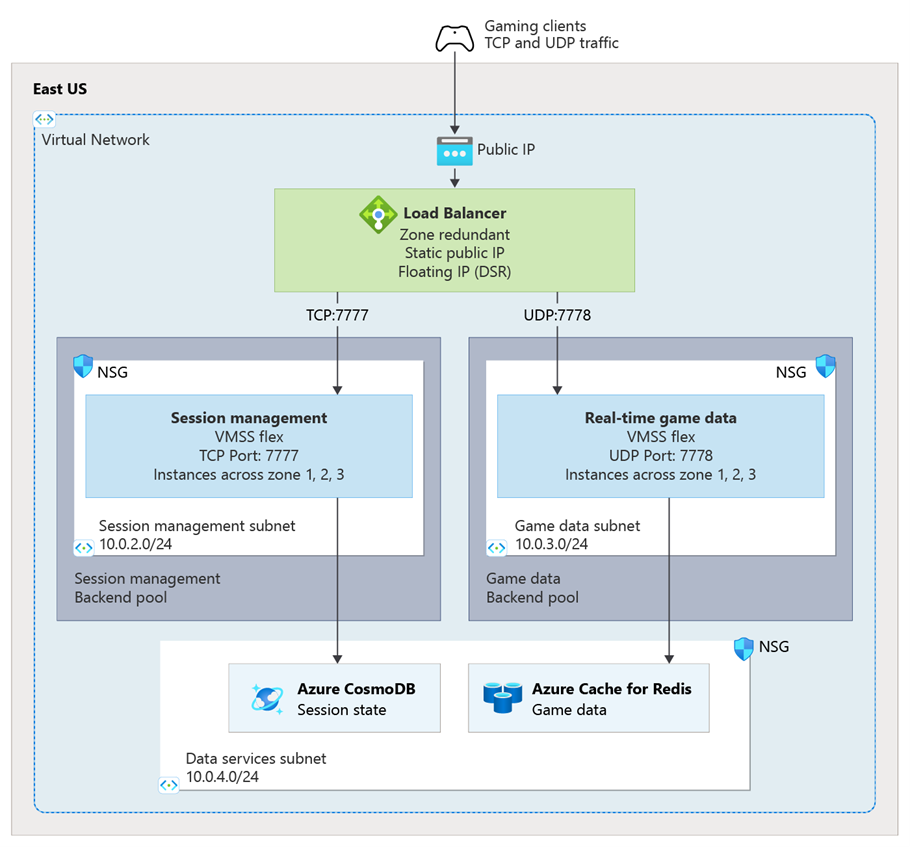 Gaming clients
TCP and UDP traffic
East US
Virtual Network
Public IP
Load Balancer
Zone redundant
Static public IP
Floating IP (DSR)
TCP:7777
UDP:7778
NSG
Session management
VMSS flex
TCP Port: 7777
Instances across zone 1, 2, 3
Session management subnet
10.0.2.0/24
Session management
Backend pool
NSG
Real-time game data
VMSS flex
UDP Port: 7778
Instances across zone 1, 2, 3
Game data subnet
10.0.3.0/24
Game data
Backend pool
NSG
Azure CosmoDB
Session state
Azure Cache for Redis
Game data
Data services subnet
10.0.4.0/24